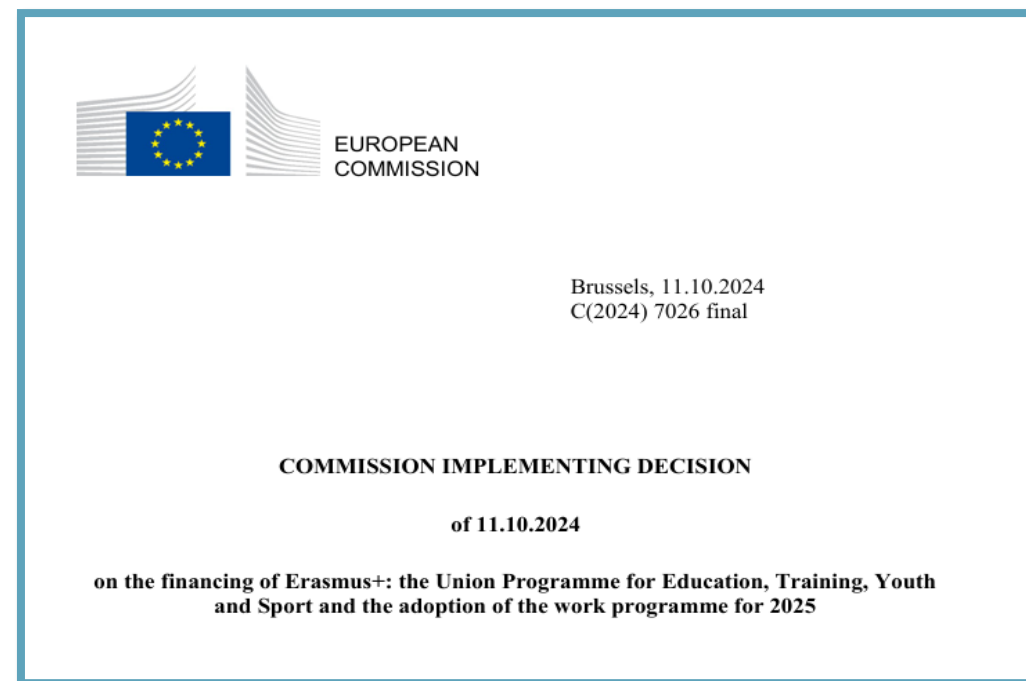 EUROPEAN
COMMISSION
Brussels, 11.10.2024
C(2024) 7026 final
COMMISSION IMPLEMENTING DECISION
of 11.10.2024
on the financing of Erasmus+: the Union Programme for Education, Training, Youth
and Sport and the adoption of the work programme for 2025